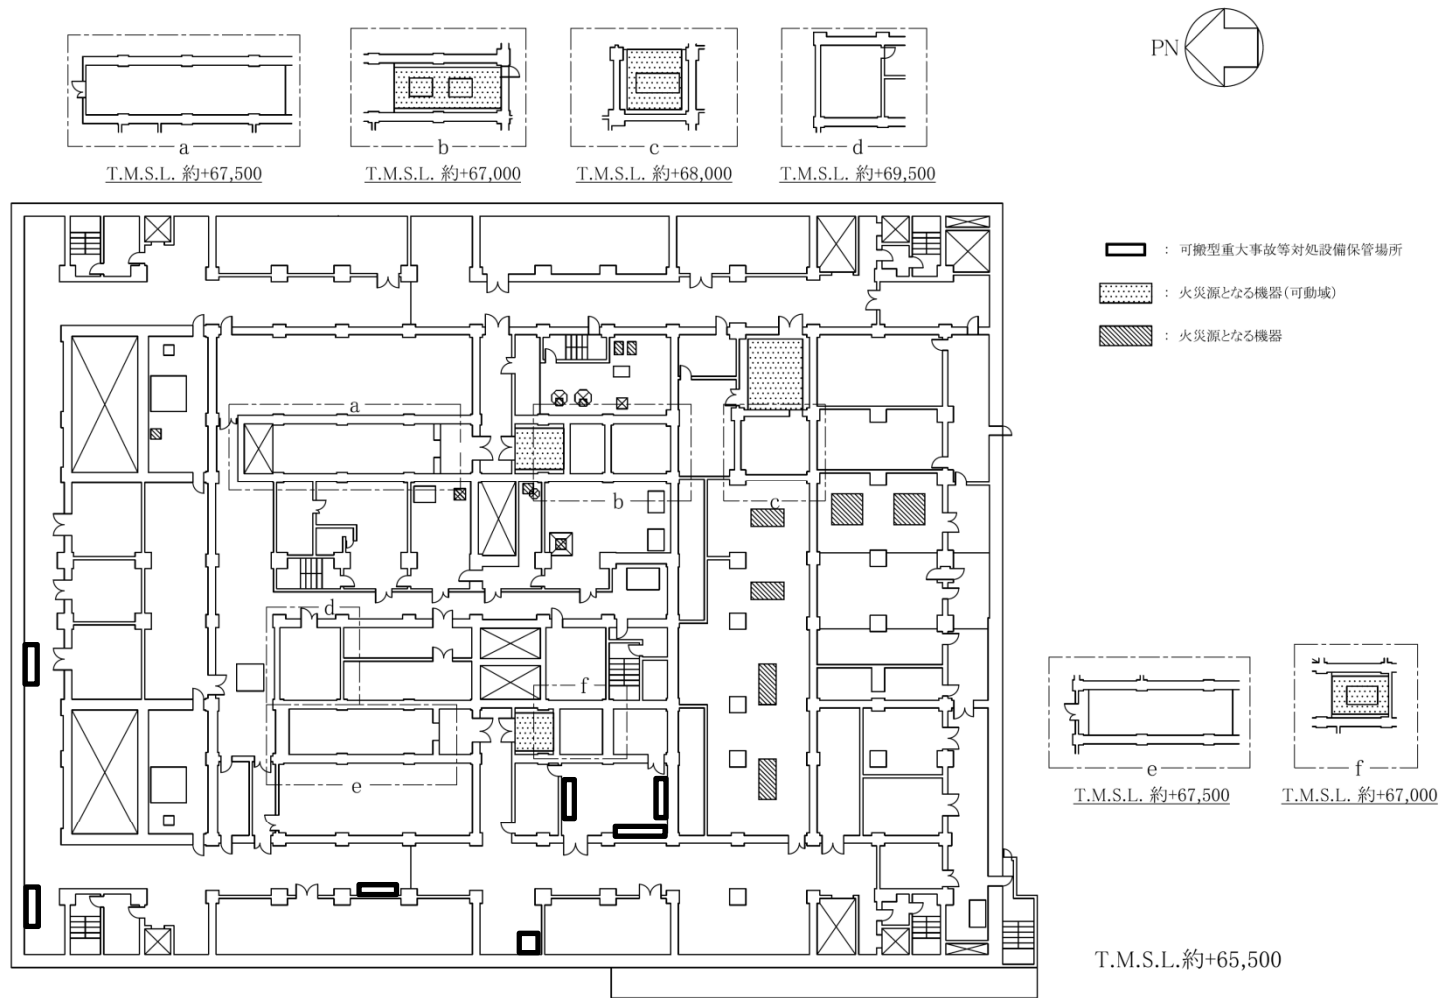 PN
a
T.M.S.L. 約+67,500
b
T.M.S.L. 約+67,000
c
T.M.S.L. 約+68,000
d
T.M.S.L. 約+69,500
： 可搬型重大事故等対処設備保管場所
： 火災源となる機器(可動域)
： 火災源となる機器
a
b
c
d
e
f
e
T.M.S.L. 約+67,500
f
T.M.S.L. 約+67,000
T.M.S.L.約+65,500